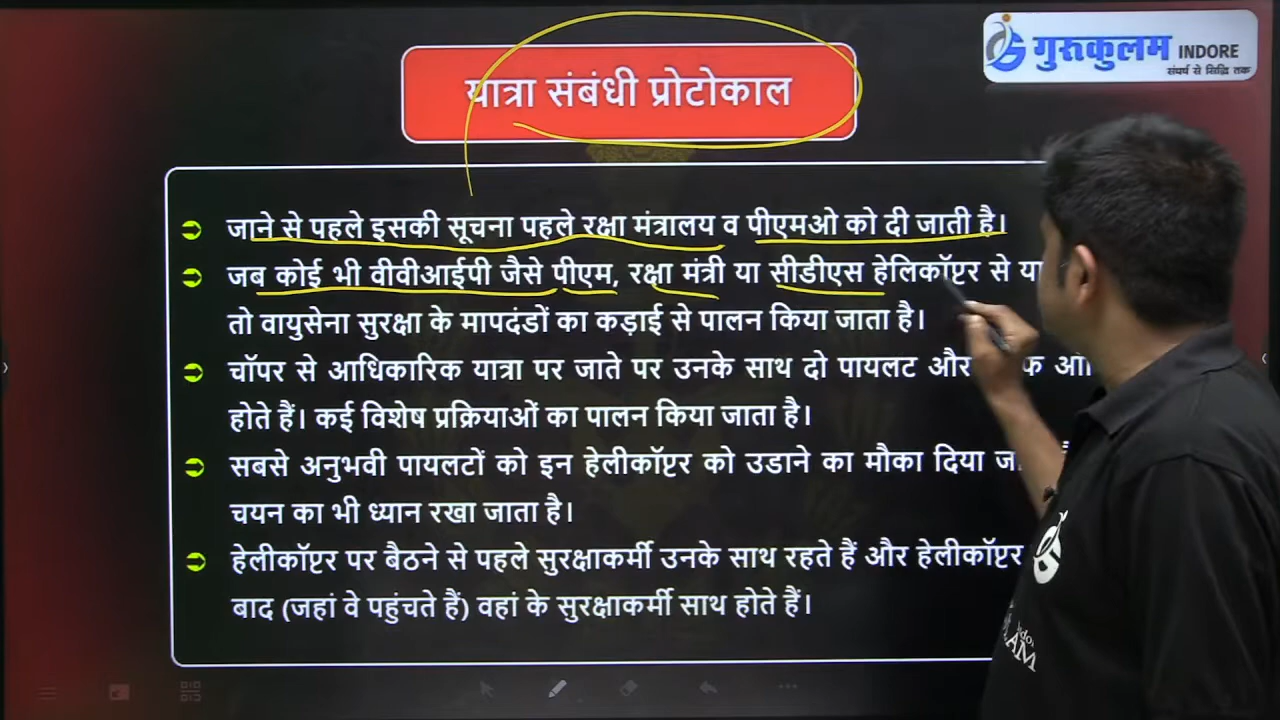 गुरुकुलम INDORE
संघर्ष से सिद्धि तक
यात्रा संबंधी प्रोटोकाल
जाने से पहले इसकी सूचना पहले रक्षा मंत्रालय व पीएमओ को दी जाती है।
जब कोई भी वीवीआईपी जैसे पीएम, रक्षा मंत्री या सीडीएस हेलिकॉप्टर से
तो वायुसेना सुरक्षा के मापदंडों का कड़ाई से पालन किया जाता है।
चॉपर से आधिकारिक यात्रा पर जाते पर उनके साथ दो पायलट और
होते हैं। कई विशेष प्रक्रियाओं का पालन किया जाता है।
सबसे अनुभवी पायलटों को इन हेलीकॉप्टर को उडाने का मौका दिया
चयन का भी ध्यान रखा जाता है।
हेलीकॉप्टर पर बैठने से पहले सुरक्षाकर्मी उनके साथ रहते हैं और हेलीकॉप्टर
बाद (जहां वे पहुंचते हैं) वहां के सुरक्षाकर्मी साथ होते हैं।